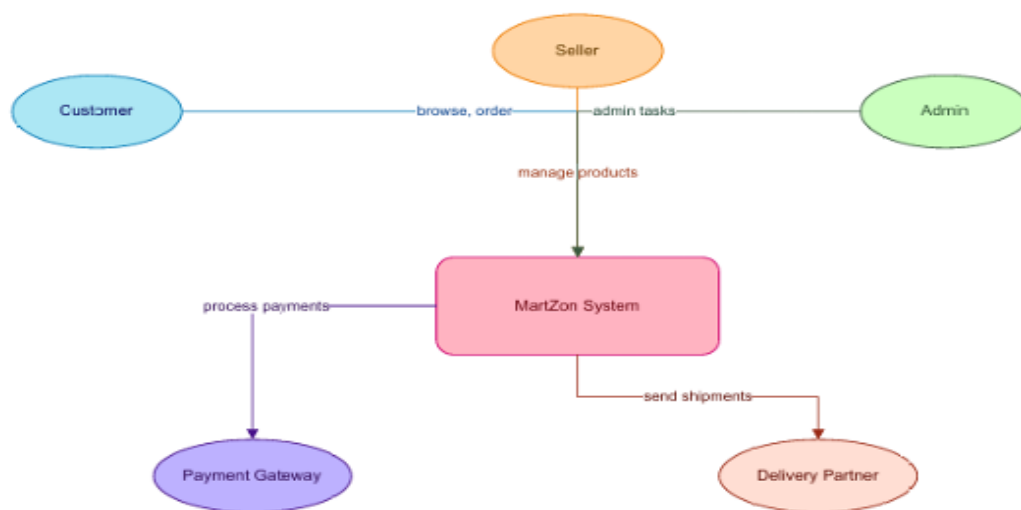 Seller
Customer
browse, order
admin tasks
Admin
manage products
MartZon System
process payments
send shipments
Payment Gateway
Delivery Partner